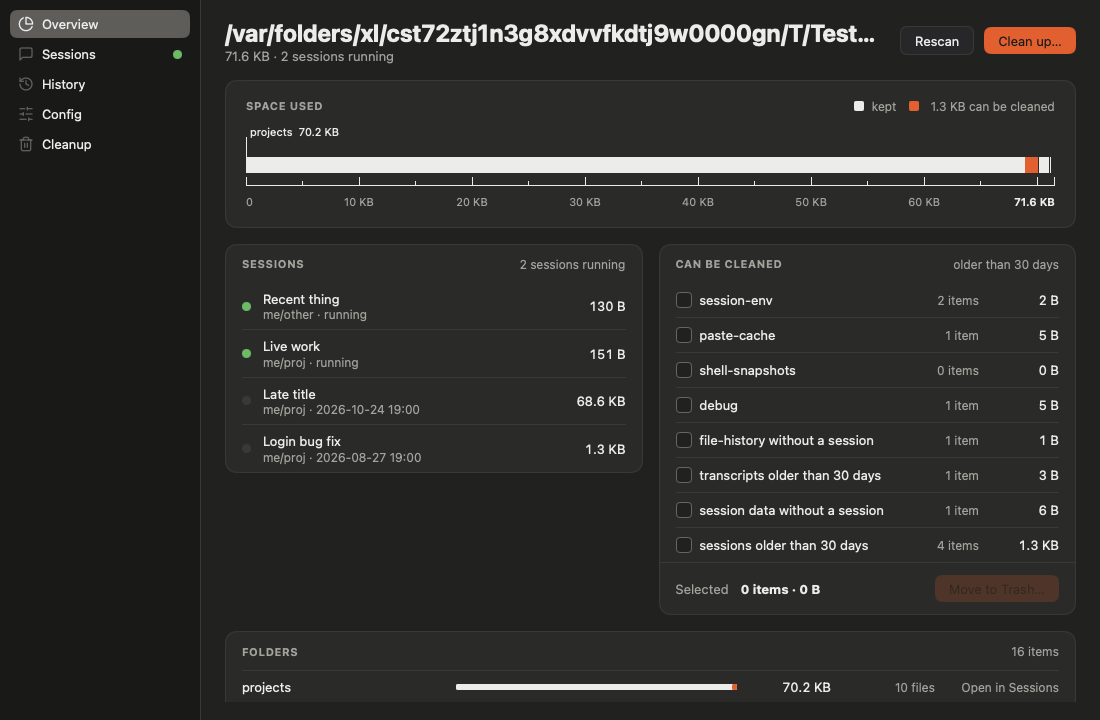 Overview
Sessions
History
Config
Cleanup
/var/folders/xl/cst72ztj1n3g8xdvvfkdtj9w0000gn/T/Test...
71.6 KB · 2 sessions running
Rescan
Clean up...
SPACE USED
kept
1.3 KB can be cleaned
projects 70.2 KB
0 10 KB 20 KB 30 KB 40 KB 50 KB 60 KB 71.6 KB
SESSIONS
2 sessions running
Recent thing
130 B
me/other · running
Live work
151 B
me/proj · running
Late title
68.6 KB
me/proj · 2026-10-24 19:00
Login bug fix
1.3 KB
me/proj · 2026-08-27 19:00
CAN BE CLEANED
older than 30 days
session-env 2 items 2 B
paste-cache 1 item 5 B
shell-snapshots 0 items 0 B
debug 1 item 5 B
file-history without a session 1 item 1 B
transcripts older than 30 days 1 item 3 B
session data without a session 1 item 6 B
sessions older than 30 days 4 items 1.3 KB
Selected 0 items · 0 B
Move to Trash...
FOLDERS
16 items
projects 70.2 KB 10 files Open in Sessions